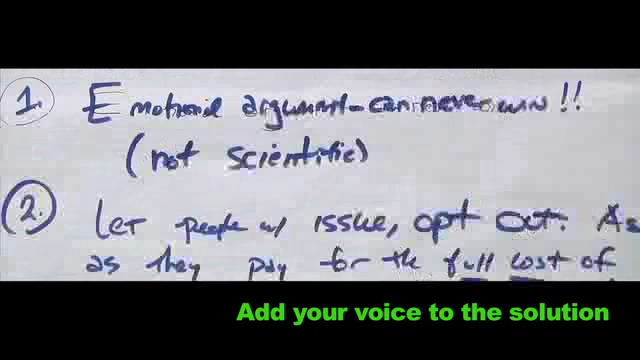 1. Emotional argument - can never win!!
(not scientific)
2. Let people w/ issue, opt out. As
as they pay for the full cost of
Add your voice to the solution